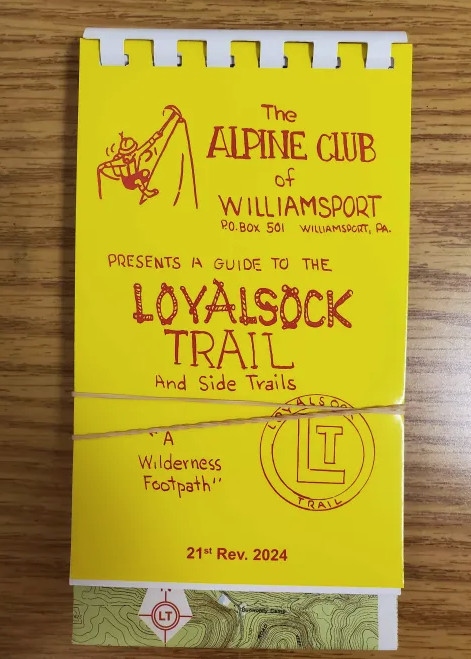 The
ALPINE CLUB
of
WILLIAMSPORT
P.O. BOX 501 WILLIAMSPORT, PA.
PRESENTS A GUIDE TO THE
LOYALSOCK
TRAIL
And Side Trails
"A
Wilderness
Footpath"
LOYALSOCK
LT
TRAIL
21st Rev. 2024
LT
Camp